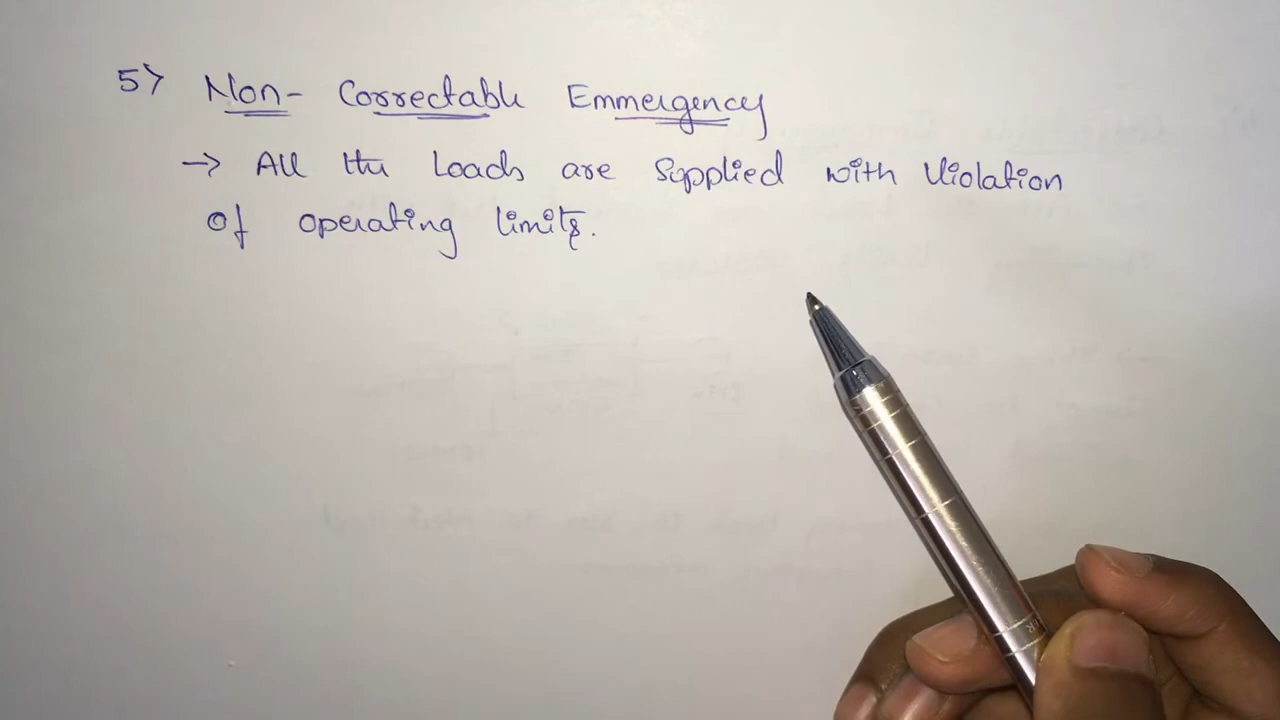 5> Non- Correctable Emmergency
→ All the Loads are Supplied with Violation
of operating limits.